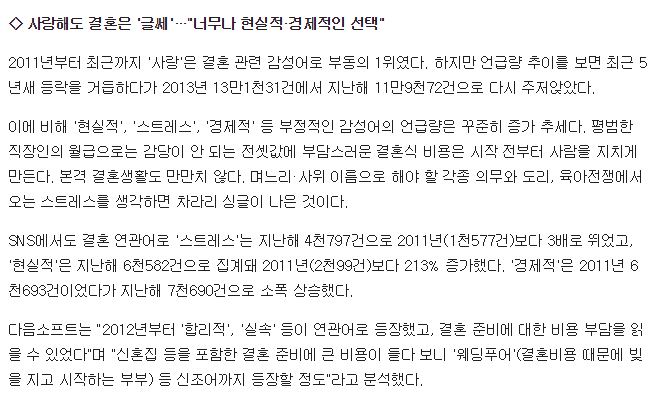 ◇ 사랑해도 결혼은 '글쎄'…"너무나 현실적·경제적인 선택"
2011년부터 최근까지 '사랑'은 결혼 관련 감성어로 부동의 1위였다. 하지만 언급량 추이를 보면 최근 5
년새 등락을 거듭하다가 2013년 13만1천31건에서 지난해 11만9천72건으로 다시 주저앉았다.
이에 비해 '현실적', '스트레스', '경제적' 등 부정적인 감성어의 언급량은 꾸준히 증가 추세다. 평범한
직장인의 월급으로는 감당이 안 되는 전셋값에 부담스러운 결혼식 비용은 시작 전부터 사람을 지치게
만든다. 본격 결혼생활도 만만치 않다. 며느리·사위 이름으로 해야 할 각종 의무와 도리, 육아전쟁에서
오는 스트레스를 생각하면 차라리 싱글이 나은 것이다.
SNS에서도 결혼 연관어로 '스트레스'는 지난해 4천797건으로 2011년(1천577건)보다 3배로 뛰었고,
'현실적'은 지난해 6천582건으로 집계돼 2011년(2천99건)보다 213% 증가했다. '경제적'은 2011년 6
천693건이었다가 지난해 7천690건으로 소폭 상승했다.
다음소프트는 "2012년부터 '합리적', '실속' 등이 연관어로 등장했고, 결혼 준비에 대한 비용 부담을 읽
을 수 있었다"며 "신혼집 등을 포함한 결혼 준비에 큰 비용이 들다 보니 '웨딩푸어'(결혼비용 때문에 빚
을 지고 시작하는 부부) 등 신조어까지 등장할 정도"라고 분석했다.